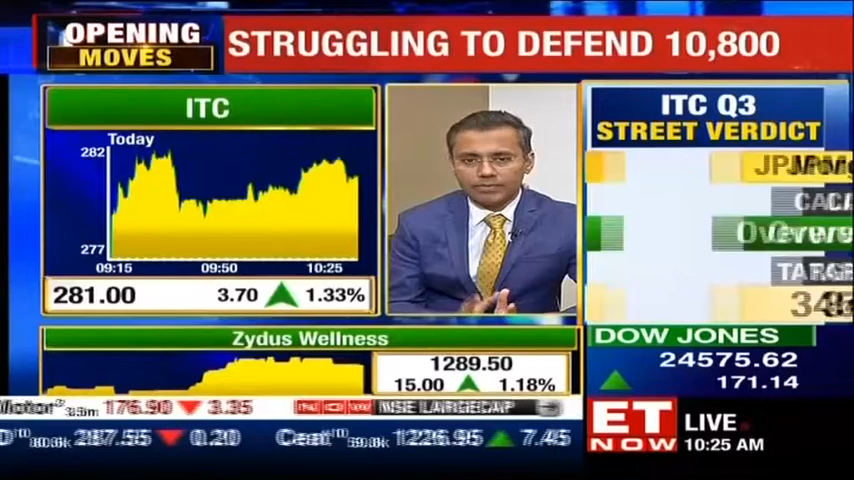 OPENING
MOVES
STRUGGLING TO DEFEND 10,800
ITC
Today
282
277
09:15 09:50 10:25
281.00 3.70 1.33%
ITC Q3
STREET VERDICT
Zydus Wellness
1289.50
15.00 1.18%
DOW JONES
24575.62
171.14
Motor 176.90 3.35
NSE LARGECAP
287.55 0.20 Ceat 1226.95 7.45
ET
NOW
LIVE
10:25 AM